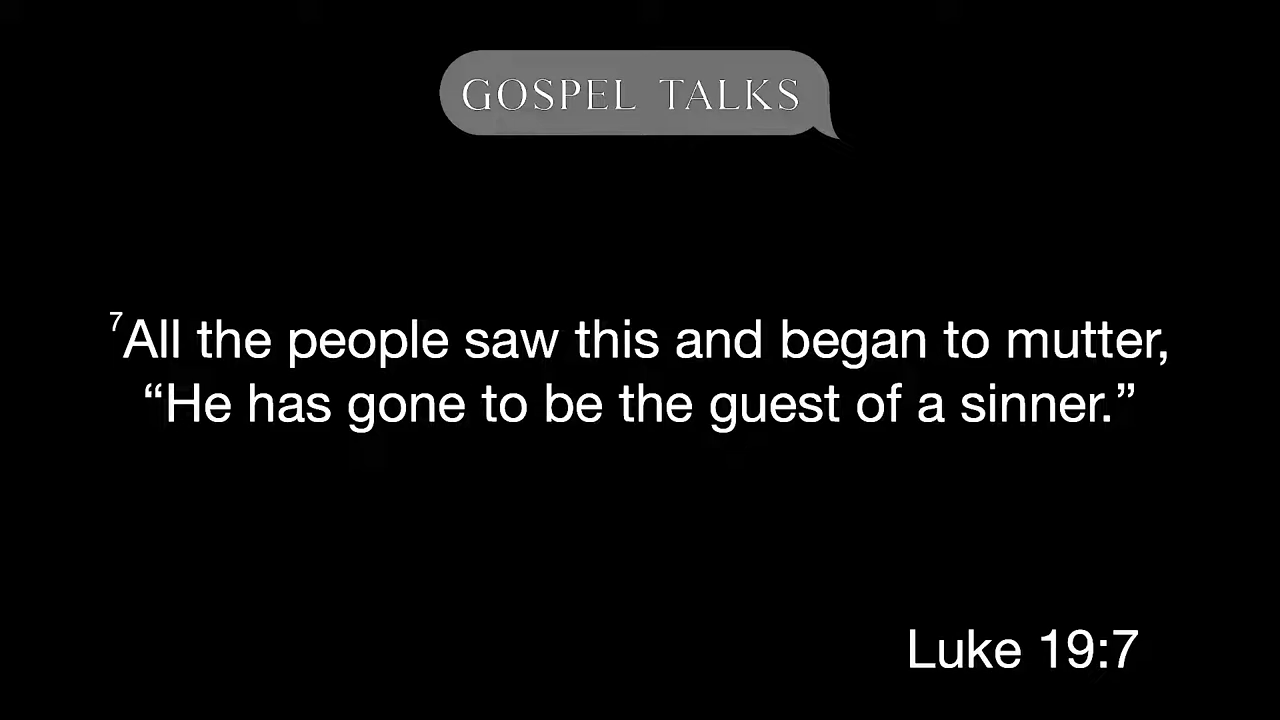 GOSPEL TALKS
⁷All the people saw this and began to mutter,
“He has gone to be the guest of a sinner.”
Luke 19:7